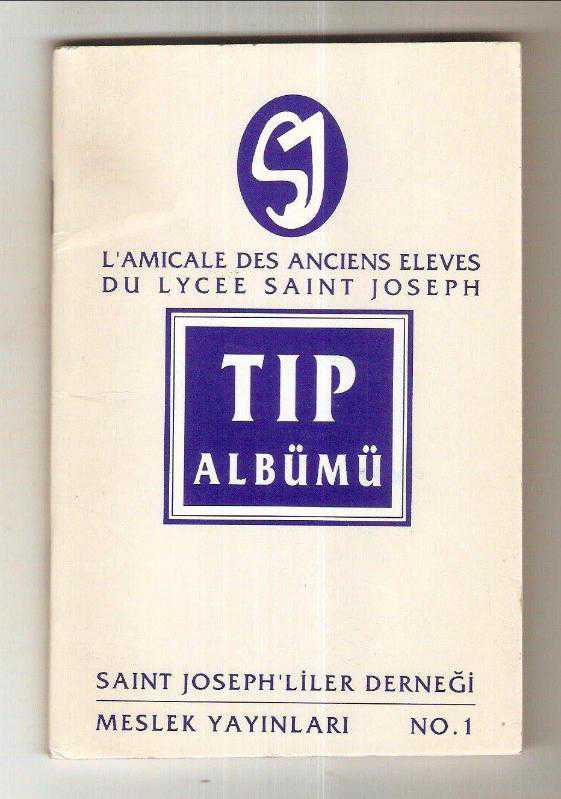 SJ
L'AMICALE DES ANCIENS ELEVES
DU LYCEE SAINT JOSEPH
TIP
ALBÜMÜ
SAINT JOSEPH'LİLER DERNEĞİ
MESLEK YAYINLARI NO.1